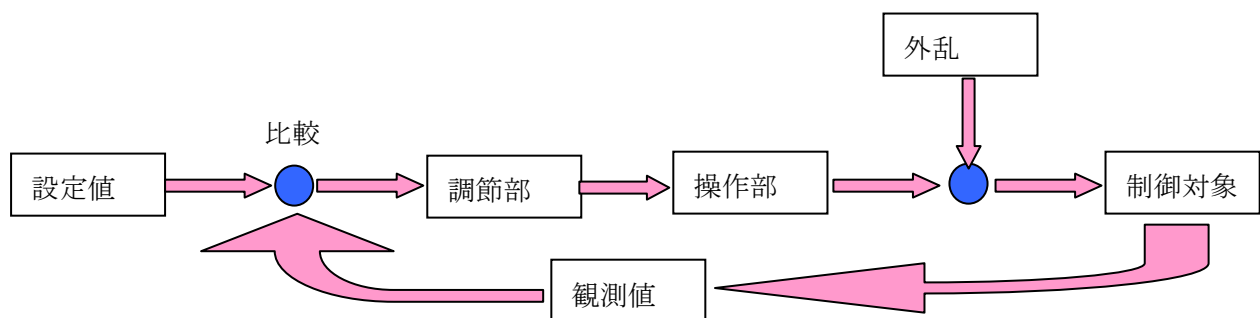 外乱
比較
設定値
調節部
操作部
制御対象
観測値